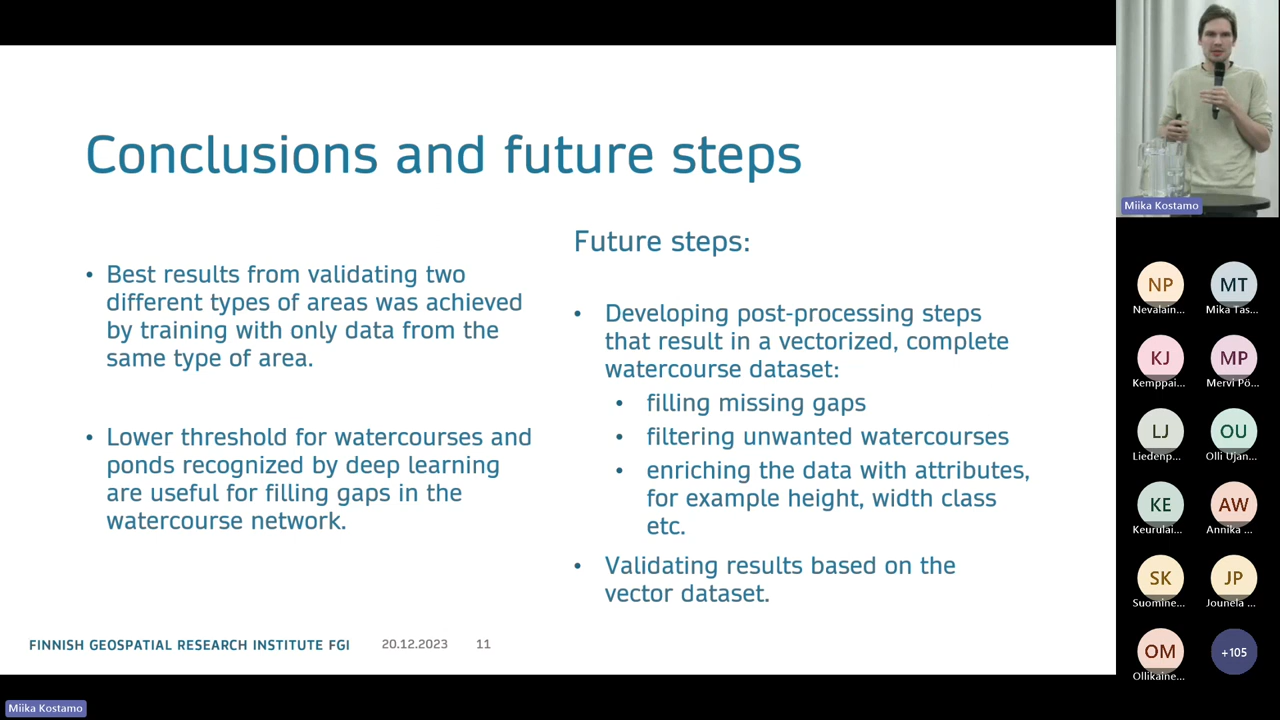 Conclusions and future steps
• Best results from validating two
different types of areas was achieved
by training with only data from the
same type of area.
• Lower threshold for watercourses and
ponds recognized by deep learning
are useful for filling gaps in the
watercourse network.
Future steps:
• Developing post-processing steps
that result in a vectorized, complete
watercourse dataset:
• filling missing gaps
• filtering unwanted watercourses
• enriching the data with attributes,
for example height, width class
etc.
• Validating results based on the
vector dataset.
FINNISH GEOSPATIAL RESEARCH INSTITUTE FGI 20.12.2023 11
Miika Kostamo
Miika Kostamo
NP MT
Nevalain... Mika Tas...
KJ MP
Kemppai... Mervi Pö...
LJ OU
Liedenp... Olli Ujan...
KE AW
Keurulai... Annika ...
SK JP
Suomine... Jounela ...
OM +105
Ollikaine...